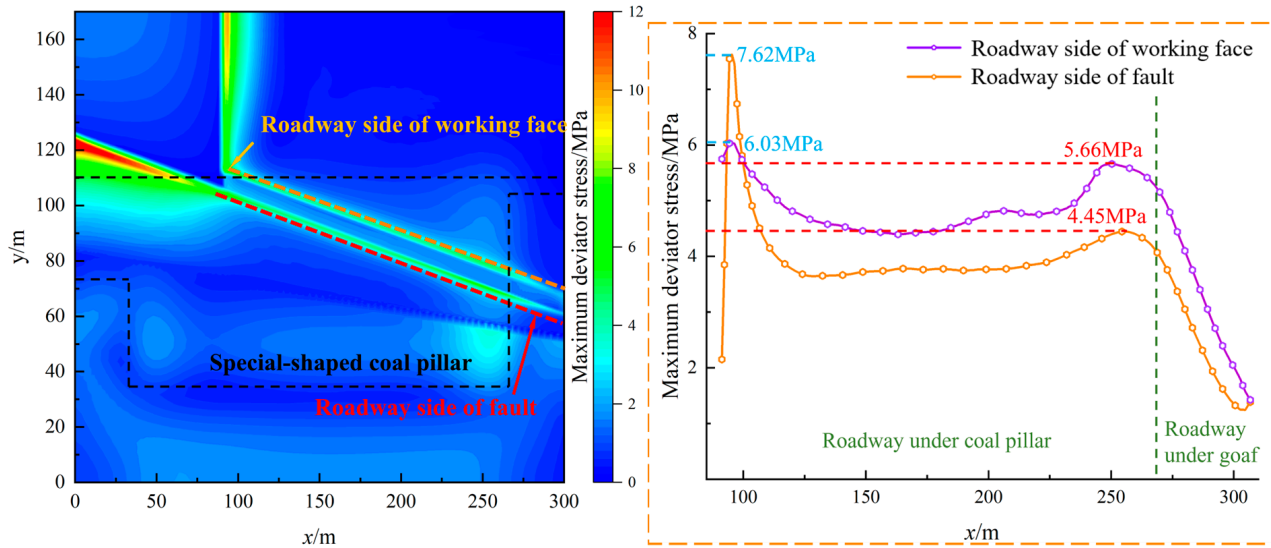 160
140
120
100
80
60
40
20
0
y/m
0
50
100
150
200
250
300
x/m
Roadway side of working face
Special-shaped coal pillar
Roadway side of fault
12
10
8
6
4
2
0
Maximum deviator stress/MPa
8
6
4
2
Maximum deviator stress/MPa
7.62MPa
6.03MPa
Roadway side of working face
Roadway side of fault
5.66MPa
4.45MPa
Roadway under coal pillar
Roadway
under goaf
100
150
200
250
300
x/m